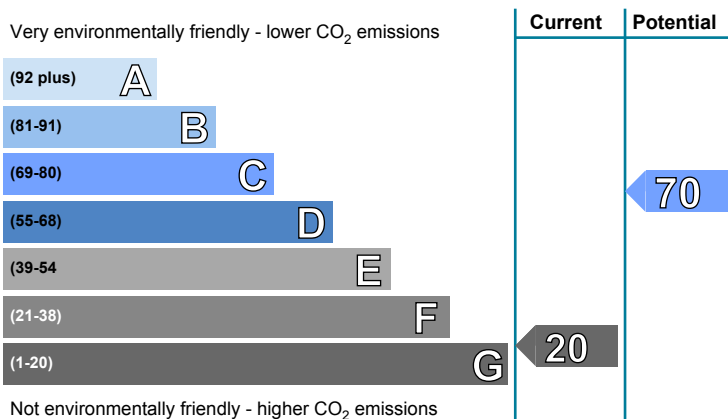 Current Potential
Very environmentally friendly - lower CO2 emissions
(92 plus) A
(81-91) B
(69-80) C
70
(55-68) D
(39-54 E
(21-38) F
20
(1-20) G
Not environmentally friendly - higher CO2 emissions